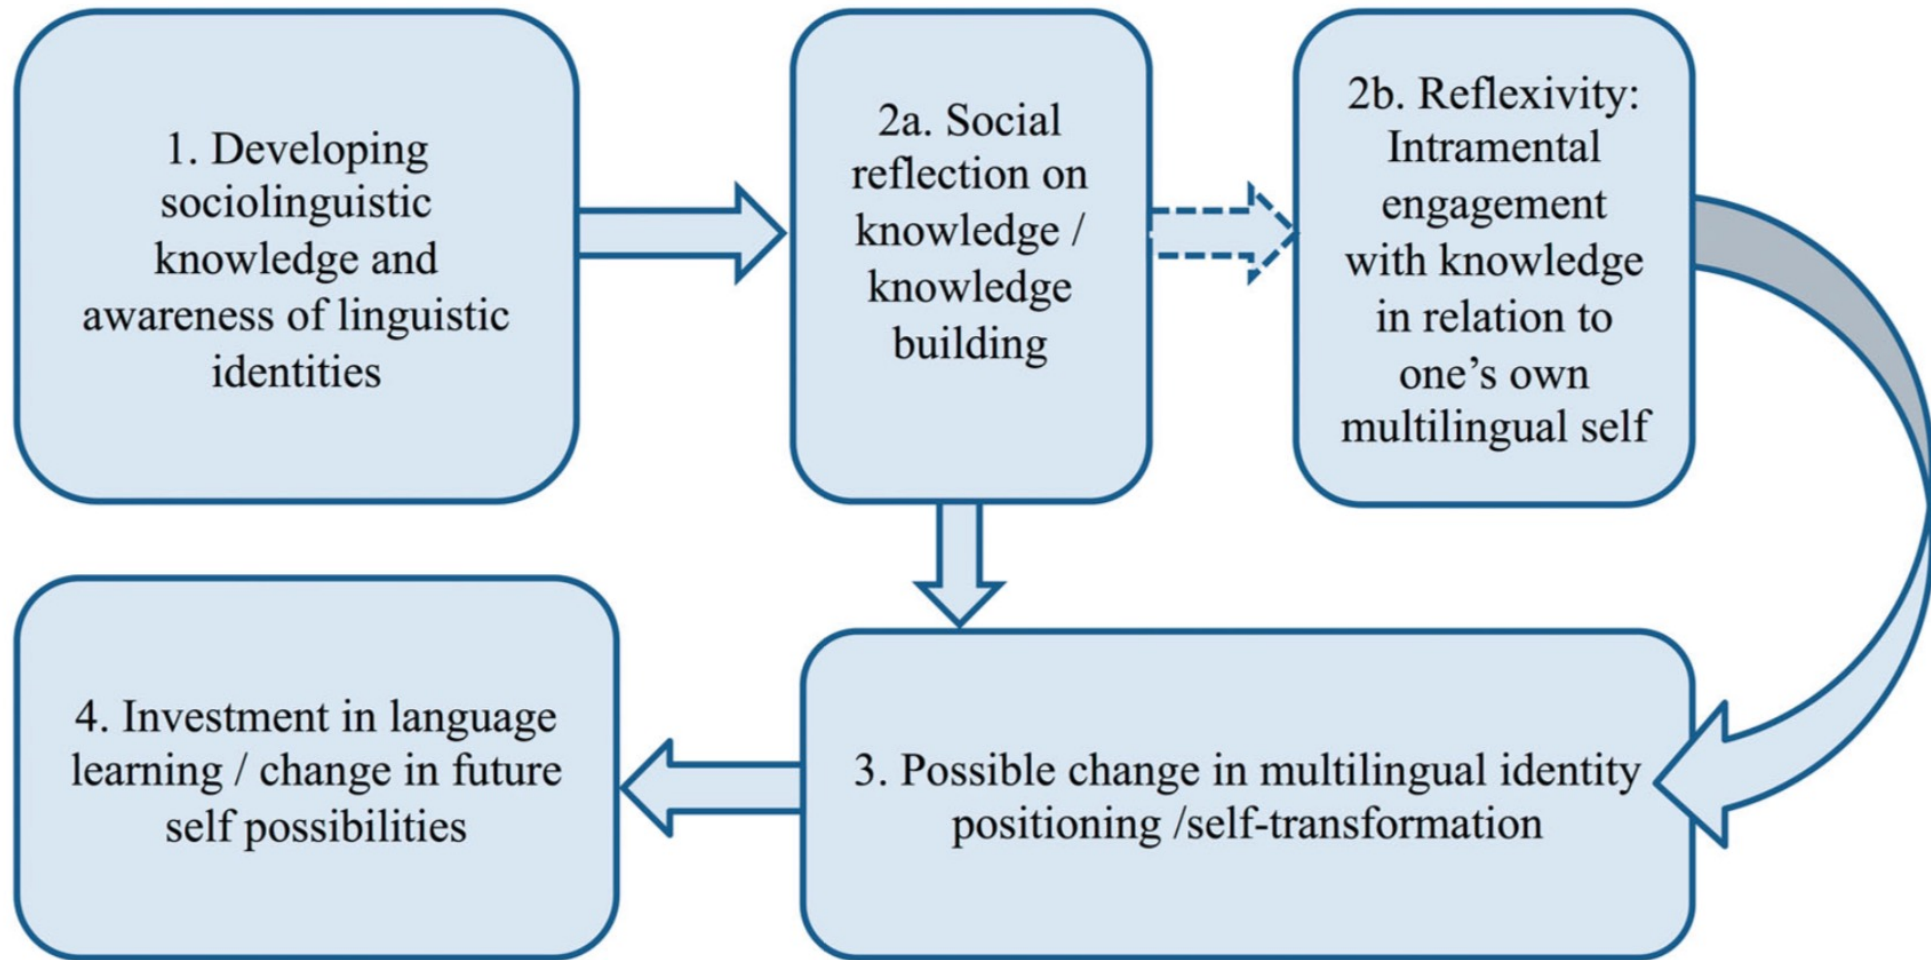 1. Developing
sociolinguistic
knowledge and
awareness of linguistic
identities
2a. Social
reflection on
knowledge /
knowledge
building
2b. Reflexivity:
Intramental
engagement
with knowledge
in relation to
one’s own
multilingual self
3. Possible change in multilingual identity
positioning /self-transformation
4. Investment in language
learning / change in future
self possibilities